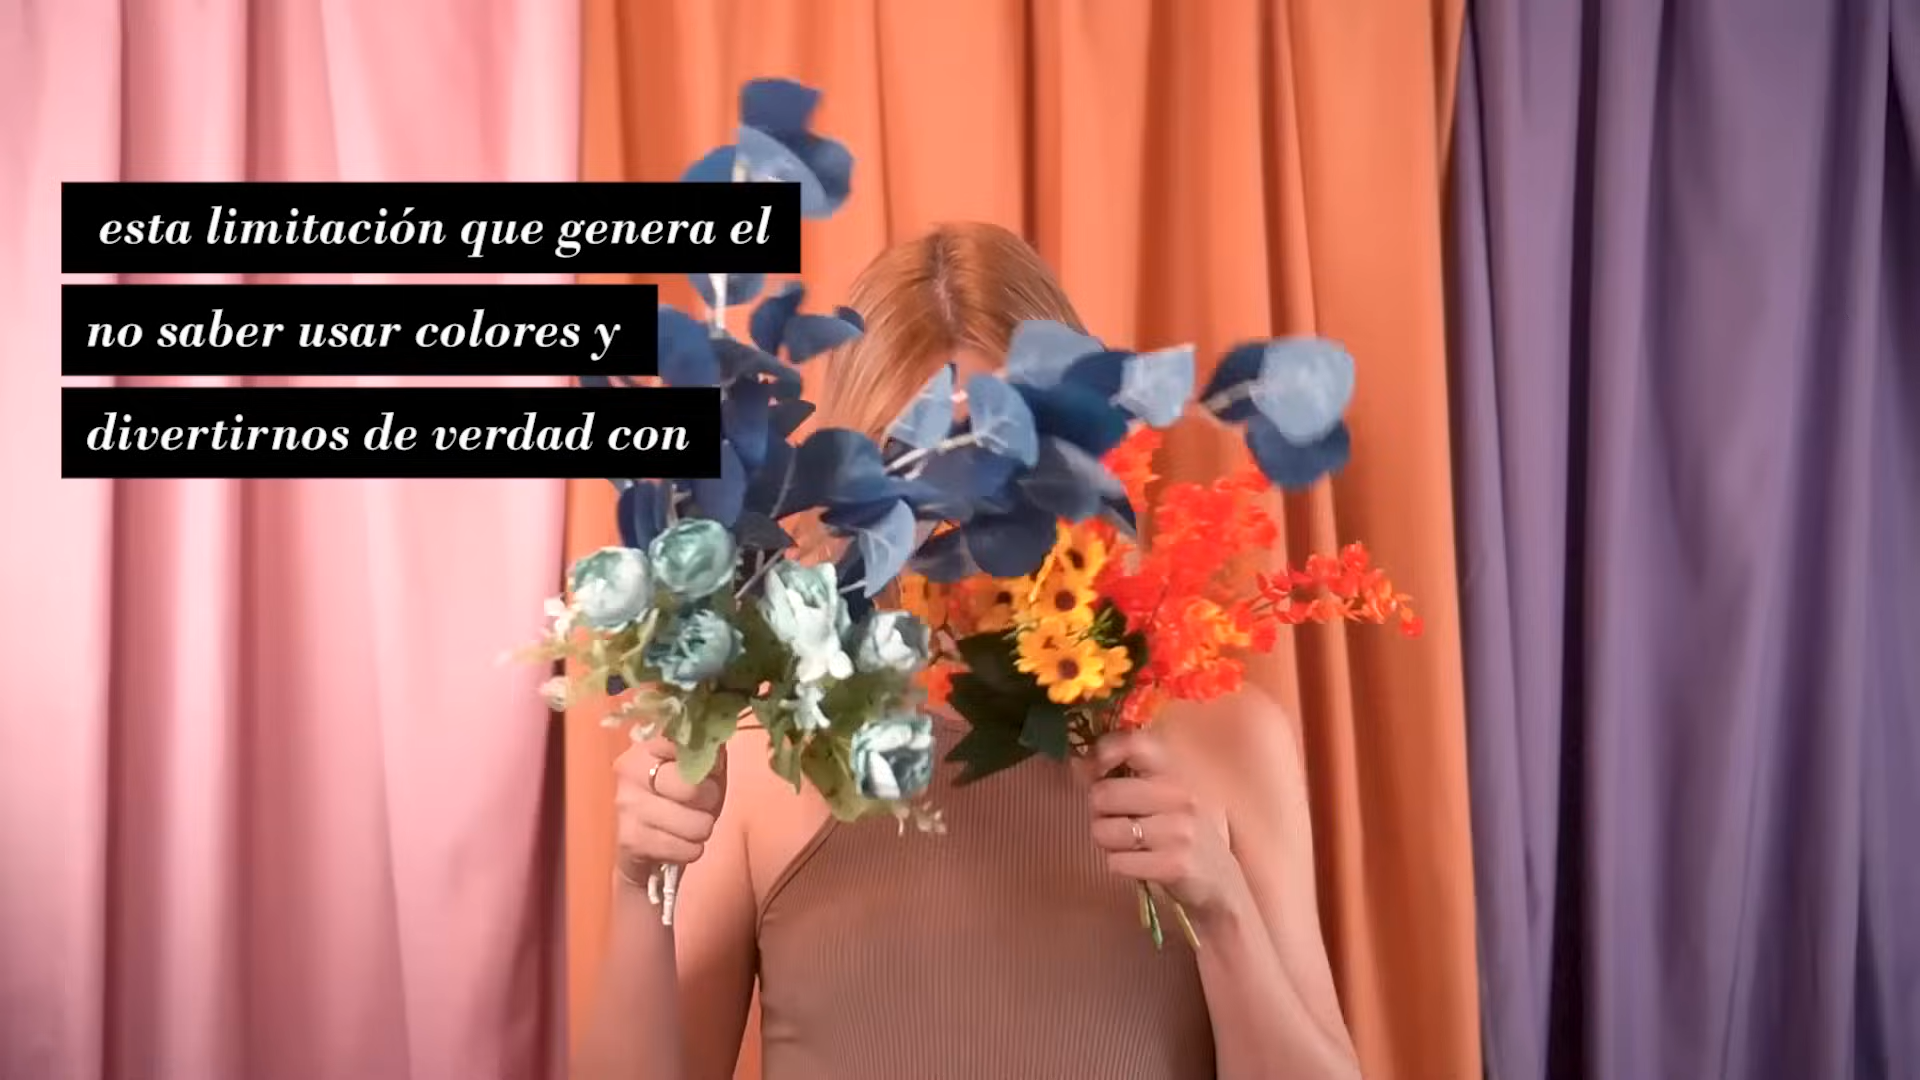 esta limitación que genera el
no saber usar colores y
divertirnos de verdad con